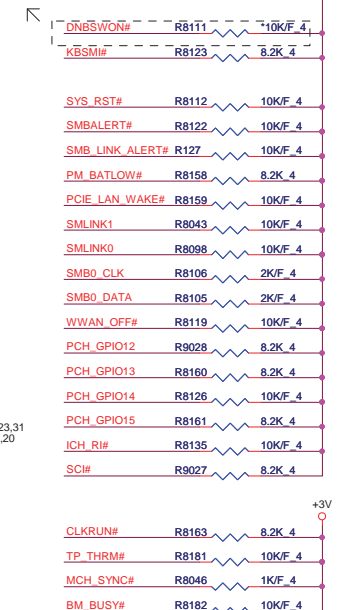 DNBSWON# R8111 *10K/F_4
KBSMI# R8123 8.2K_4
SYS_RST# R8112 10K/F_4
SMBALERT# R8122 10K/F_4
SMB_LINK_ALERT# R127 10K/F_4
PM_BATLOW# R8158 8.2K_4
PCIE_LAN_WAKE# R8159 10K/F_4
SMLINK1 R8043 10K/F_4
SMLINK0 R8098 10K/F_4
SMB0_CLK R8106 2K/F_4
SMB0_DATA R8105 2K/F_4
WWAN_OFF# R8119 10K/F_4
PCH_GPIO12 R9028 8.2K_4
PCH_GPIO13 R8160 8.2K_4
PCH_GPIO14 R8126 10K/F_4
PCH_GPIO15 R8161 8.2K_4
23,31
,20
ICH_RI# R8135 10K/F_4
SCI# R9027 8.2K_4
+3V
CLKRUN# R8163 8.2K_4
TP_THRM# R8181 10K/F_4
MCH_SYNC# R8046 1K/F_4
BM_BUSY# R8182 10K/F_4